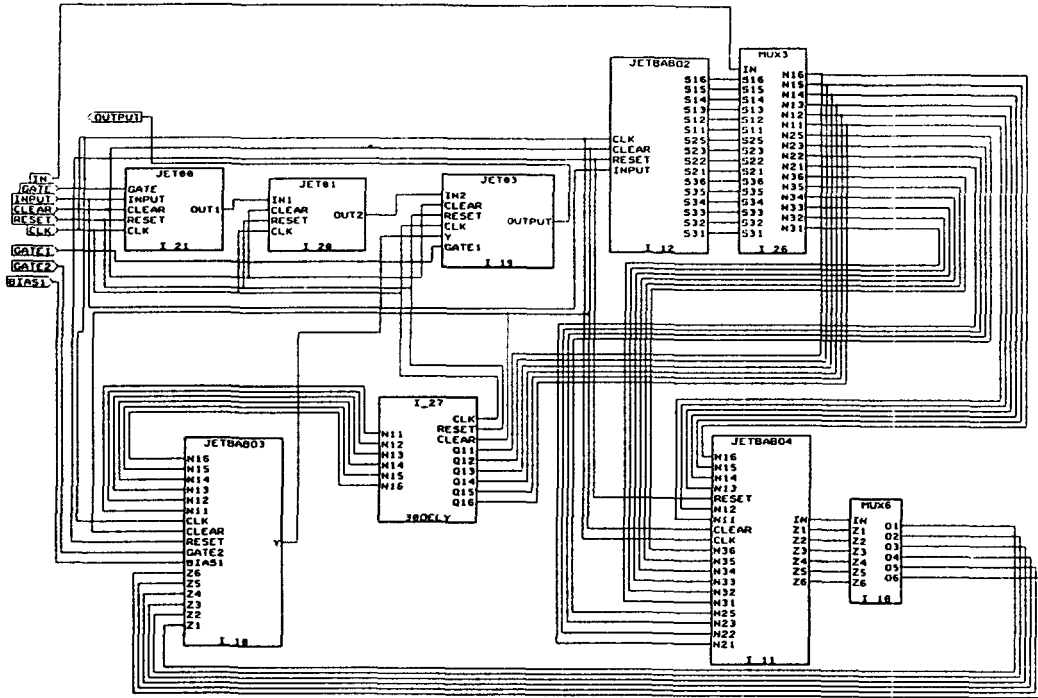 OUTPUT
IN
GATE
INPUT
CLEAR
RESET
CLK
GATE1
GATE2
BIAS1
JET00
GATE
INPUT
CLEAR
RESET
CLK
OUT1
I_21
JET01
IN1
CLEAR
RESET
CLK
OUT2
I_20
JET03
IN2
CLEAR
RESET
CLK
Y
GATE1
OUTPUT
I_19
JETBAB02
CLK
CLEAR
RESET
INPUT
S16
S15
S14
S13
S12
S11
S25
S23
S22
S21
S36
S35
S34
S33
S32
S31
I_12
MUX3
IN
S16
S15
S14
S13
S12
S11
S25
S23
S22
S21
S36
S35
S34
S33
S32
S31
N16
N15
N14
N13
N12
N11
N25
N23
N22
N21
N36
N35
N34
N33
N32
N31
I_26
I_27
N11
N12
N13
N14
N15
N16
CLK
RESET
CLEAR
Q11
Q12
Q13
Q14
Q15
Q16
30DELY
JETBAB03
N16
N15
N14
N13
N12
N11
CLK
CLEAR
RESET
GATE2
BIAS1
Z6
Z5
Z4
Z3
Z2
Z1
Y
JETBAB04
N16
N15
N14
N13
RESET
N12
N11
CLEAR
CLK
N36
N35
N34
N33
N32
N31
N25
N23
N22
N21
IN
Z1
Z2
Z3
Z4
Z5
Z6
I_11
MUX6
IN
Z1
Z2
Z3
Z4
Z5
Z6
O1
O2
O3
O4
O5
O6